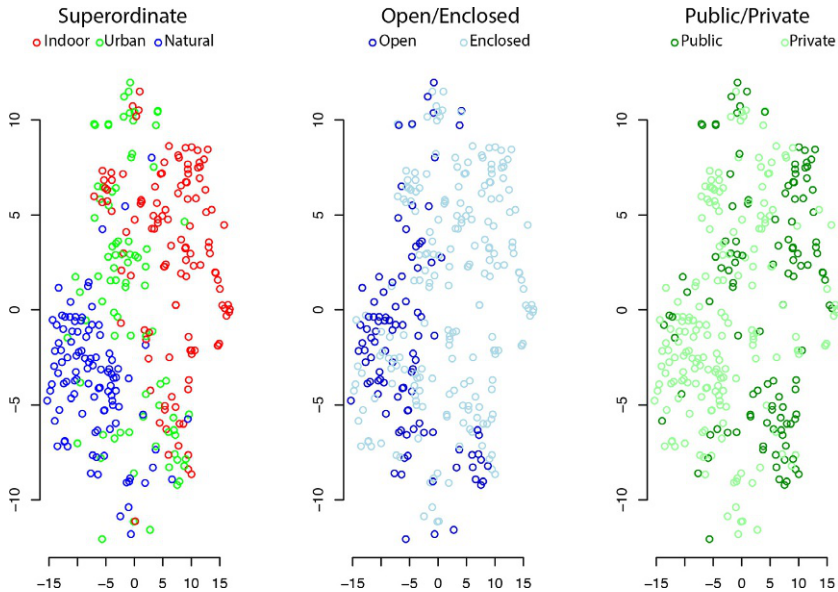 Superordinate Open/Enclosed Public/Private
Indoor Urban Natural Open Enclosed Public Private
10 10 10
5 5 5
0 0 0
−5 −5 −5
−10 −10 −10
−15 −10 −5 0 5 10 15 −15 −10 −5 0 5 10 15 −15 −10 −5 0 5 10 15